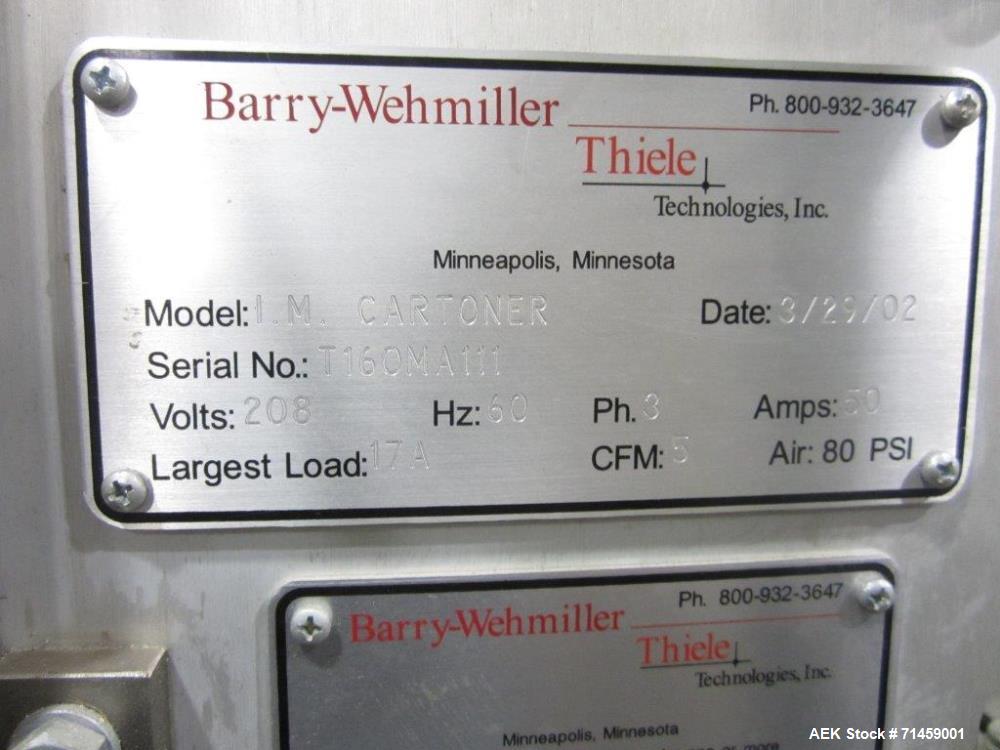 Barry-Wehmiller
Ph. 800-932-3647
Thiele
Technologies, Inc.
Minneapolis, Minnesota
Model: I.M. CARTONER Date: 3/29/02
Serial No.: T160MA111
Volts: 208 Hz: 60 Ph. 3 Amps: 50
Largest Load: 17A CFM: 5 Air: 80 PSI
Barry-Wehmiller
Ph. 800-932-3647
Thiele
Technologies, Inc.
Minneapolis, Minnesota
or more
AEK Stock # 71459001